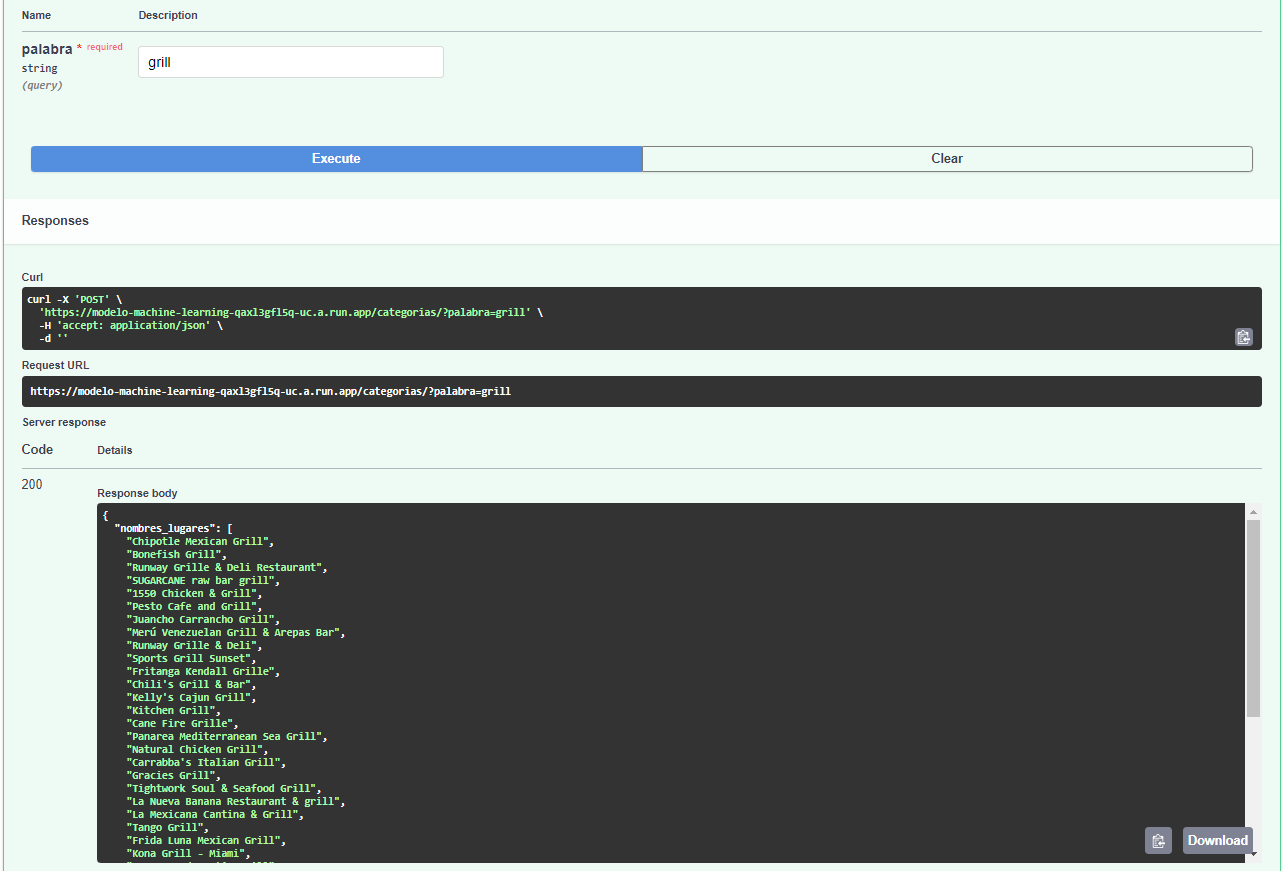 Name Description
palabra * required
string
(query)
grill
Execute Clear
Responses
Curl
curl -X 'POST' \
  'https://modelo-machine-learning-qaxl3gfl5q-uc.a.run.app/categorias/?palabra=grill' \
  -H 'accept: application/json' \
  -d ''
Request URL
https://modelo-machine-learning-qaxl3gfl5q-uc.a.run.app/categorias/?palabra=grill
Server response
Code Details
200
Response body
{
  "nombres_lugares": [
    "Chipotle Mexican Grill",
    "Bonefish Grill",
    "Runway Grille & Deli Restaurant",
    "SUGARCANE raw bar grill",
    "1550 Chicken & Grill",
    "Pesto Cafe and Grill",
    "Juancho Carrancho Grill",
    "Merú Venezuelan Grill & Arepas Bar",
    "Runway Grille & Deli",
    "Sports Grill Sunset",
    "Fritanga Kendall Grille",
    "Chili's Grill & Bar",
    "Kelly's Cajun Grill",
    "Kitchen Grill",
    "Cane Fire Grille",
    "Panarea Mediterranean Sea Grill",
    "Natural Chicken Grill",
    "Carrabba's Italian Grill",
    "Gracies Grill",
    "Tightwork Soul & Seafood Grill",
    "La Nueva Banana Restaurant & grill",
    "La Mexicana Cantina & Grill",
    "Tango Grill",
    "Frida Luna Mexican Grill",
    "Kona Grill - Miami",
Download